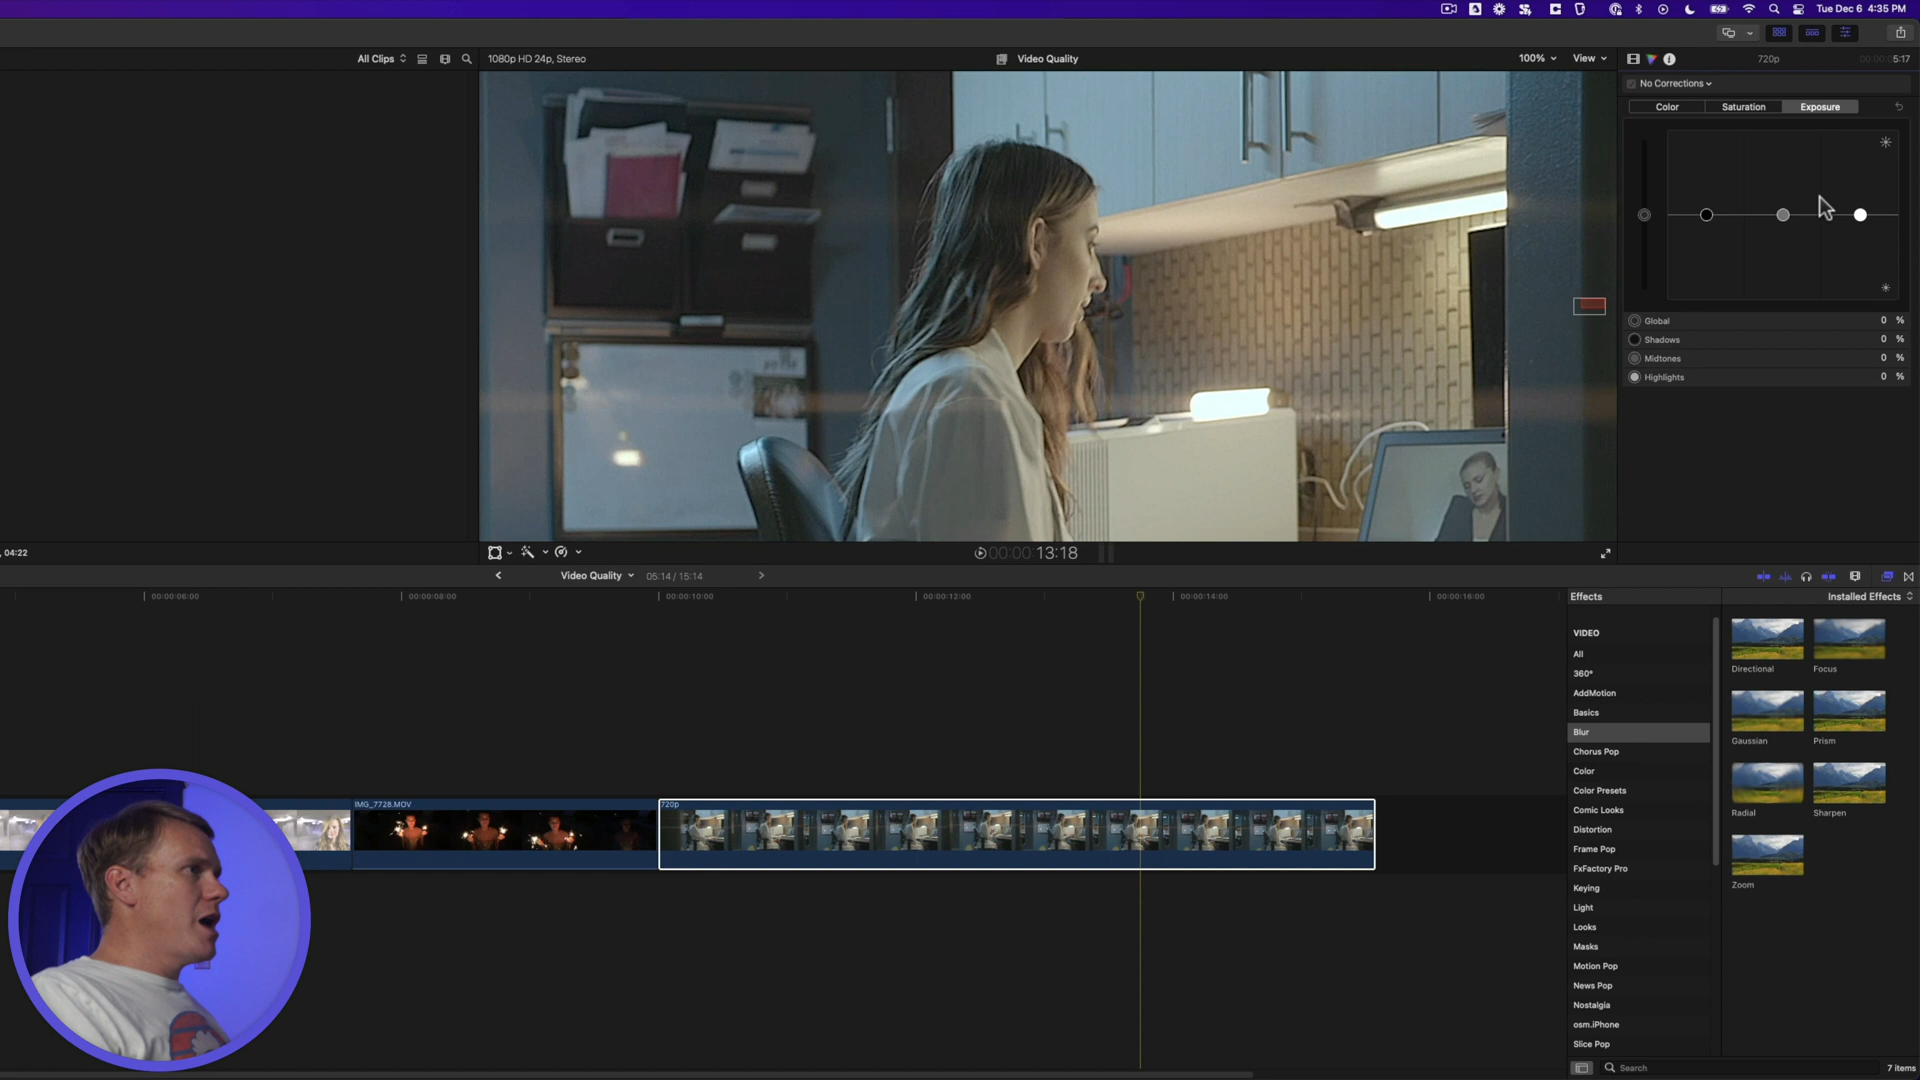 Tue Dec 6 4:35 PM
All Clips
1080p HD 24p, Stereo
Video Quality
100%
View
720p
5:17
No Corrections
Color
Saturation
Exposure
Global
0 %
Shadows
0 %
Midtones
0 %
Highlights
0 %
, 04:22
00:00:00:13:18
Video Quality
05:14 / 15:14
00:00:06:00
00:00:08:00
00:00:10:00
00:00:12:00
00:00:14:00
00:00:16:00
Effects
Installed Effects
VIDEO
All
360°
AddMotion
Basics
Blur
Chorus Pop
Color
Color Presets
Comic Looks
Distortion
Frame Pop
FxFactory Pro
Keying
Light
Looks
Masks
Motion Pop
News Pop
Nostalgia
osm.iPhone
Slice Pop
Directional
Focus
Gaussian
Prism
Radial
Sharpen
Zoom
IMG_7728.MOV
720p
Search
7 items